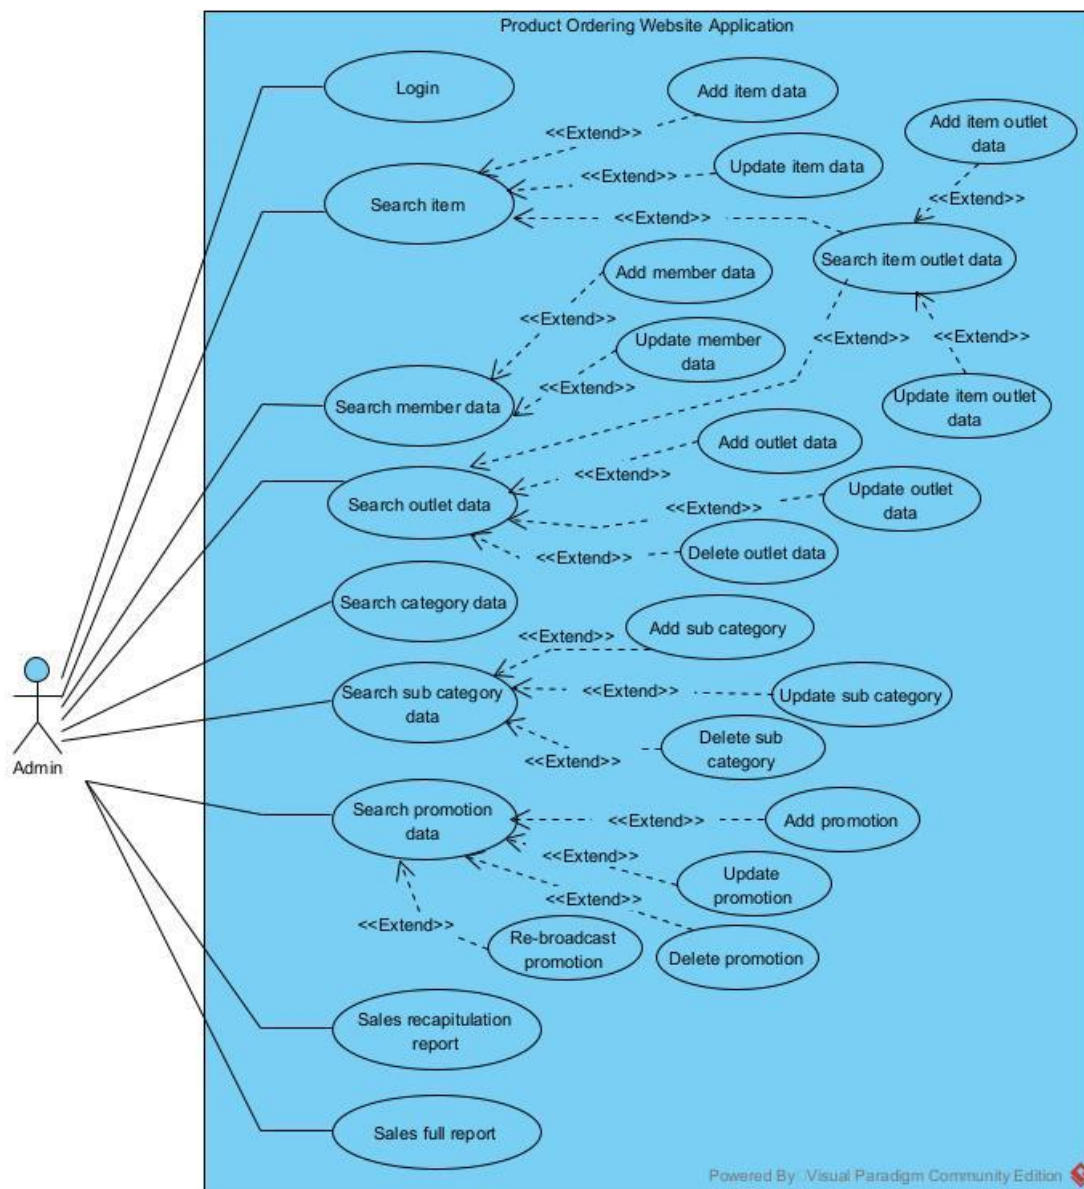 Product Ordering Website Application
Login
Add item data
<<Extend>>
Add item outlet
data
Update item data
<<Extend>>
Search item
<<Extend>>
<<Extend>>
Search item outlet data
Add member data
<<Extend>>
<<Extend>>
Update member
data
<<Extend>>
<<Extend>>
Search member data
Update item outlet
data
Add outlet data
<<Extend>>
Search outlet data
Update outlet
data
<<Extend>>
<<Extend>>
Delete outlet data
Search category data
Add sub category
<<Extend>>
Search sub category
data
<<Extend>>
Update sub category
Delete sub
category
<<Extend>>
Admin
Search promotion
data
<<Extend>>
Add promotion
<<Extend>>
Update
promotion
<<Extend>>
<<Extend>>
Re-broadcast
promotion
Delete promotion
Sales recapitulation
report
Sales full report
Powered By Visual Paradigm Community Edition